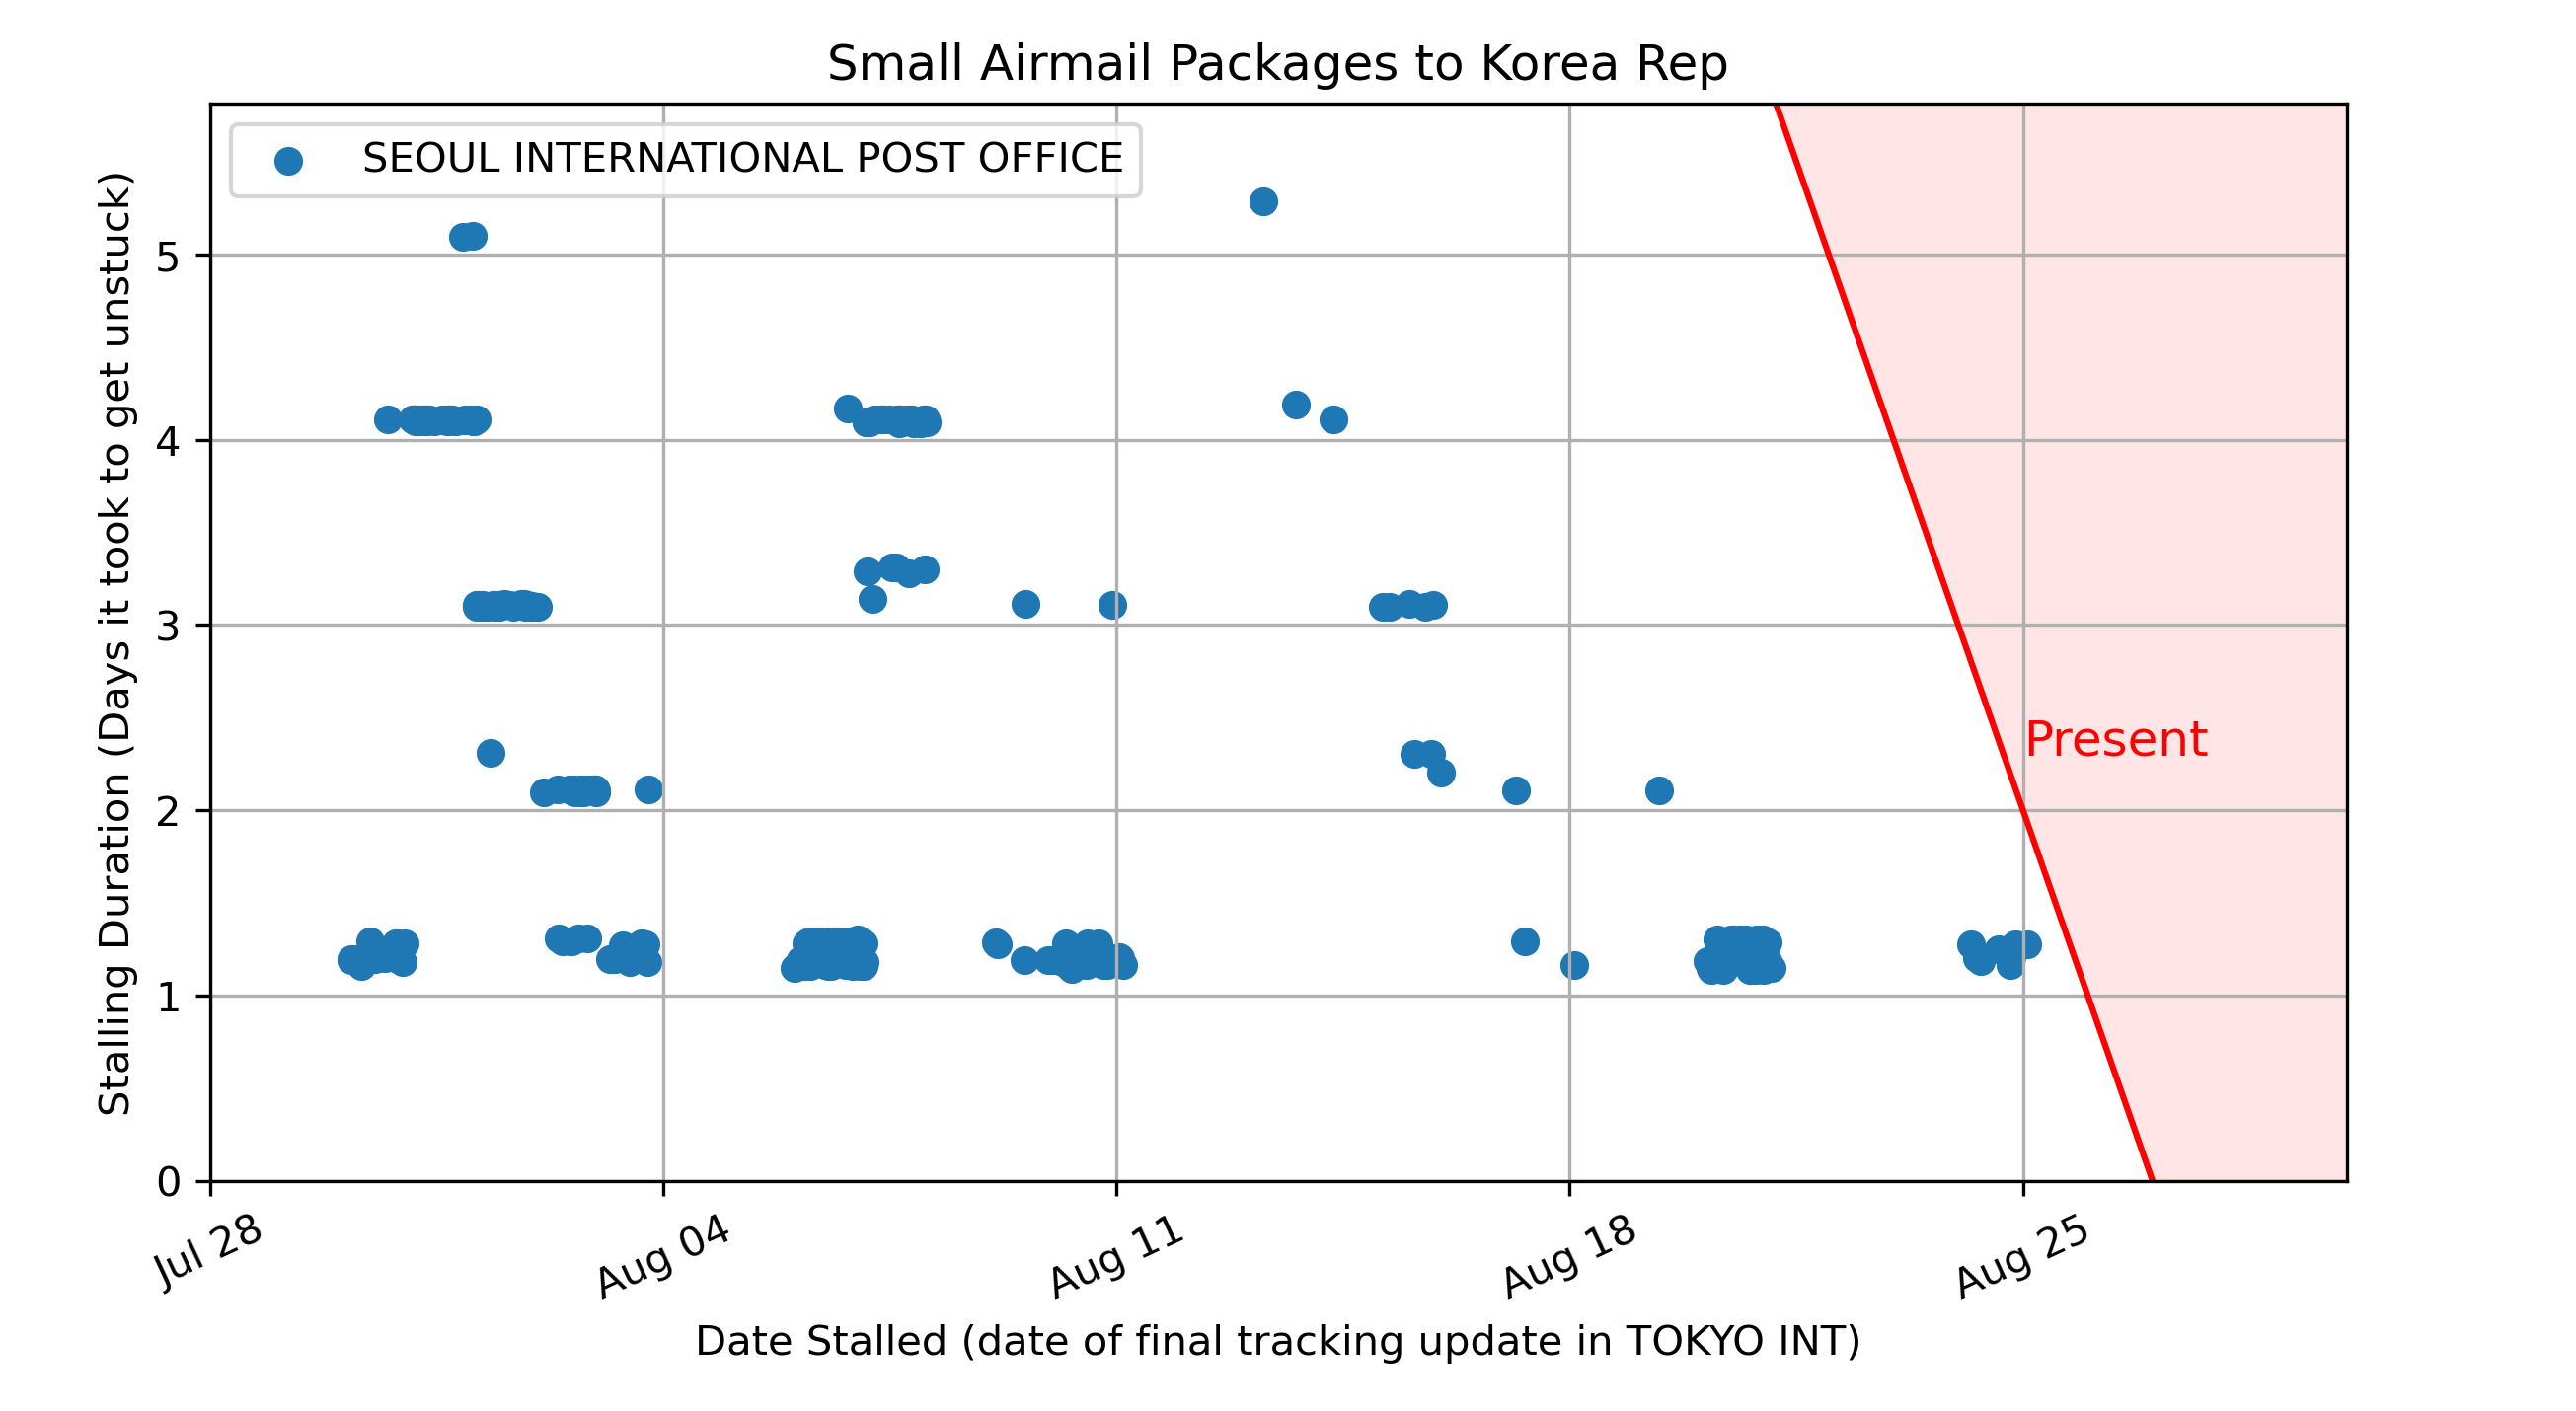 Small Airmail Packages to Korea Rep
SEOUL INTERNATIONAL POST OFFICE
Stalling Duration (Days it took to get unstuck)
5
4
3
2
1
0
Present
Jul 28
Aug 04
Aug 11
Aug 18
Aug 25
Date Stalled (date of final tracking update in TOKYO INT)